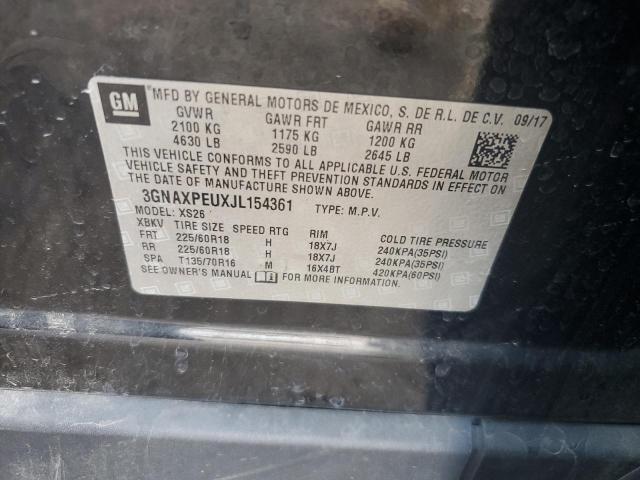 GM
MFD BY GENERAL MOTORS DE MEXICO, S. DE R.L. DE C.V. 09/17
GVWR GAWR FRT GAWR RR
2100 KG 1175 KG 1200 KG
4630 LB 2590 LB 2645 LB
THIS VEHICLE CONFORMS TO ALL APPLICABLE U.S. FEDERAL MOTOR
VEHICLE SAFETY AND THEFT PREVENTION STANDARDS IN EFFECT ON
THE DATE OF MANUFACTURE SHOWN ABOVE.
3GNAXPEUXJL154361 TYPE: M.P.V.
MODEL: XS26
XBKV TIRE SIZE SPEED RTG RIM COLD TIRE PRESSURE
FRT 225/60R18 H 18X7J 240KPA(35PSI)
RR 225/60R18 H 18X7J 240KPA(35PSI)
SPA T135/70R16 M 16X4BT 420KPA(60PSI)
SEE OWNER'S MANUAL FOR MORE INFORMATION.